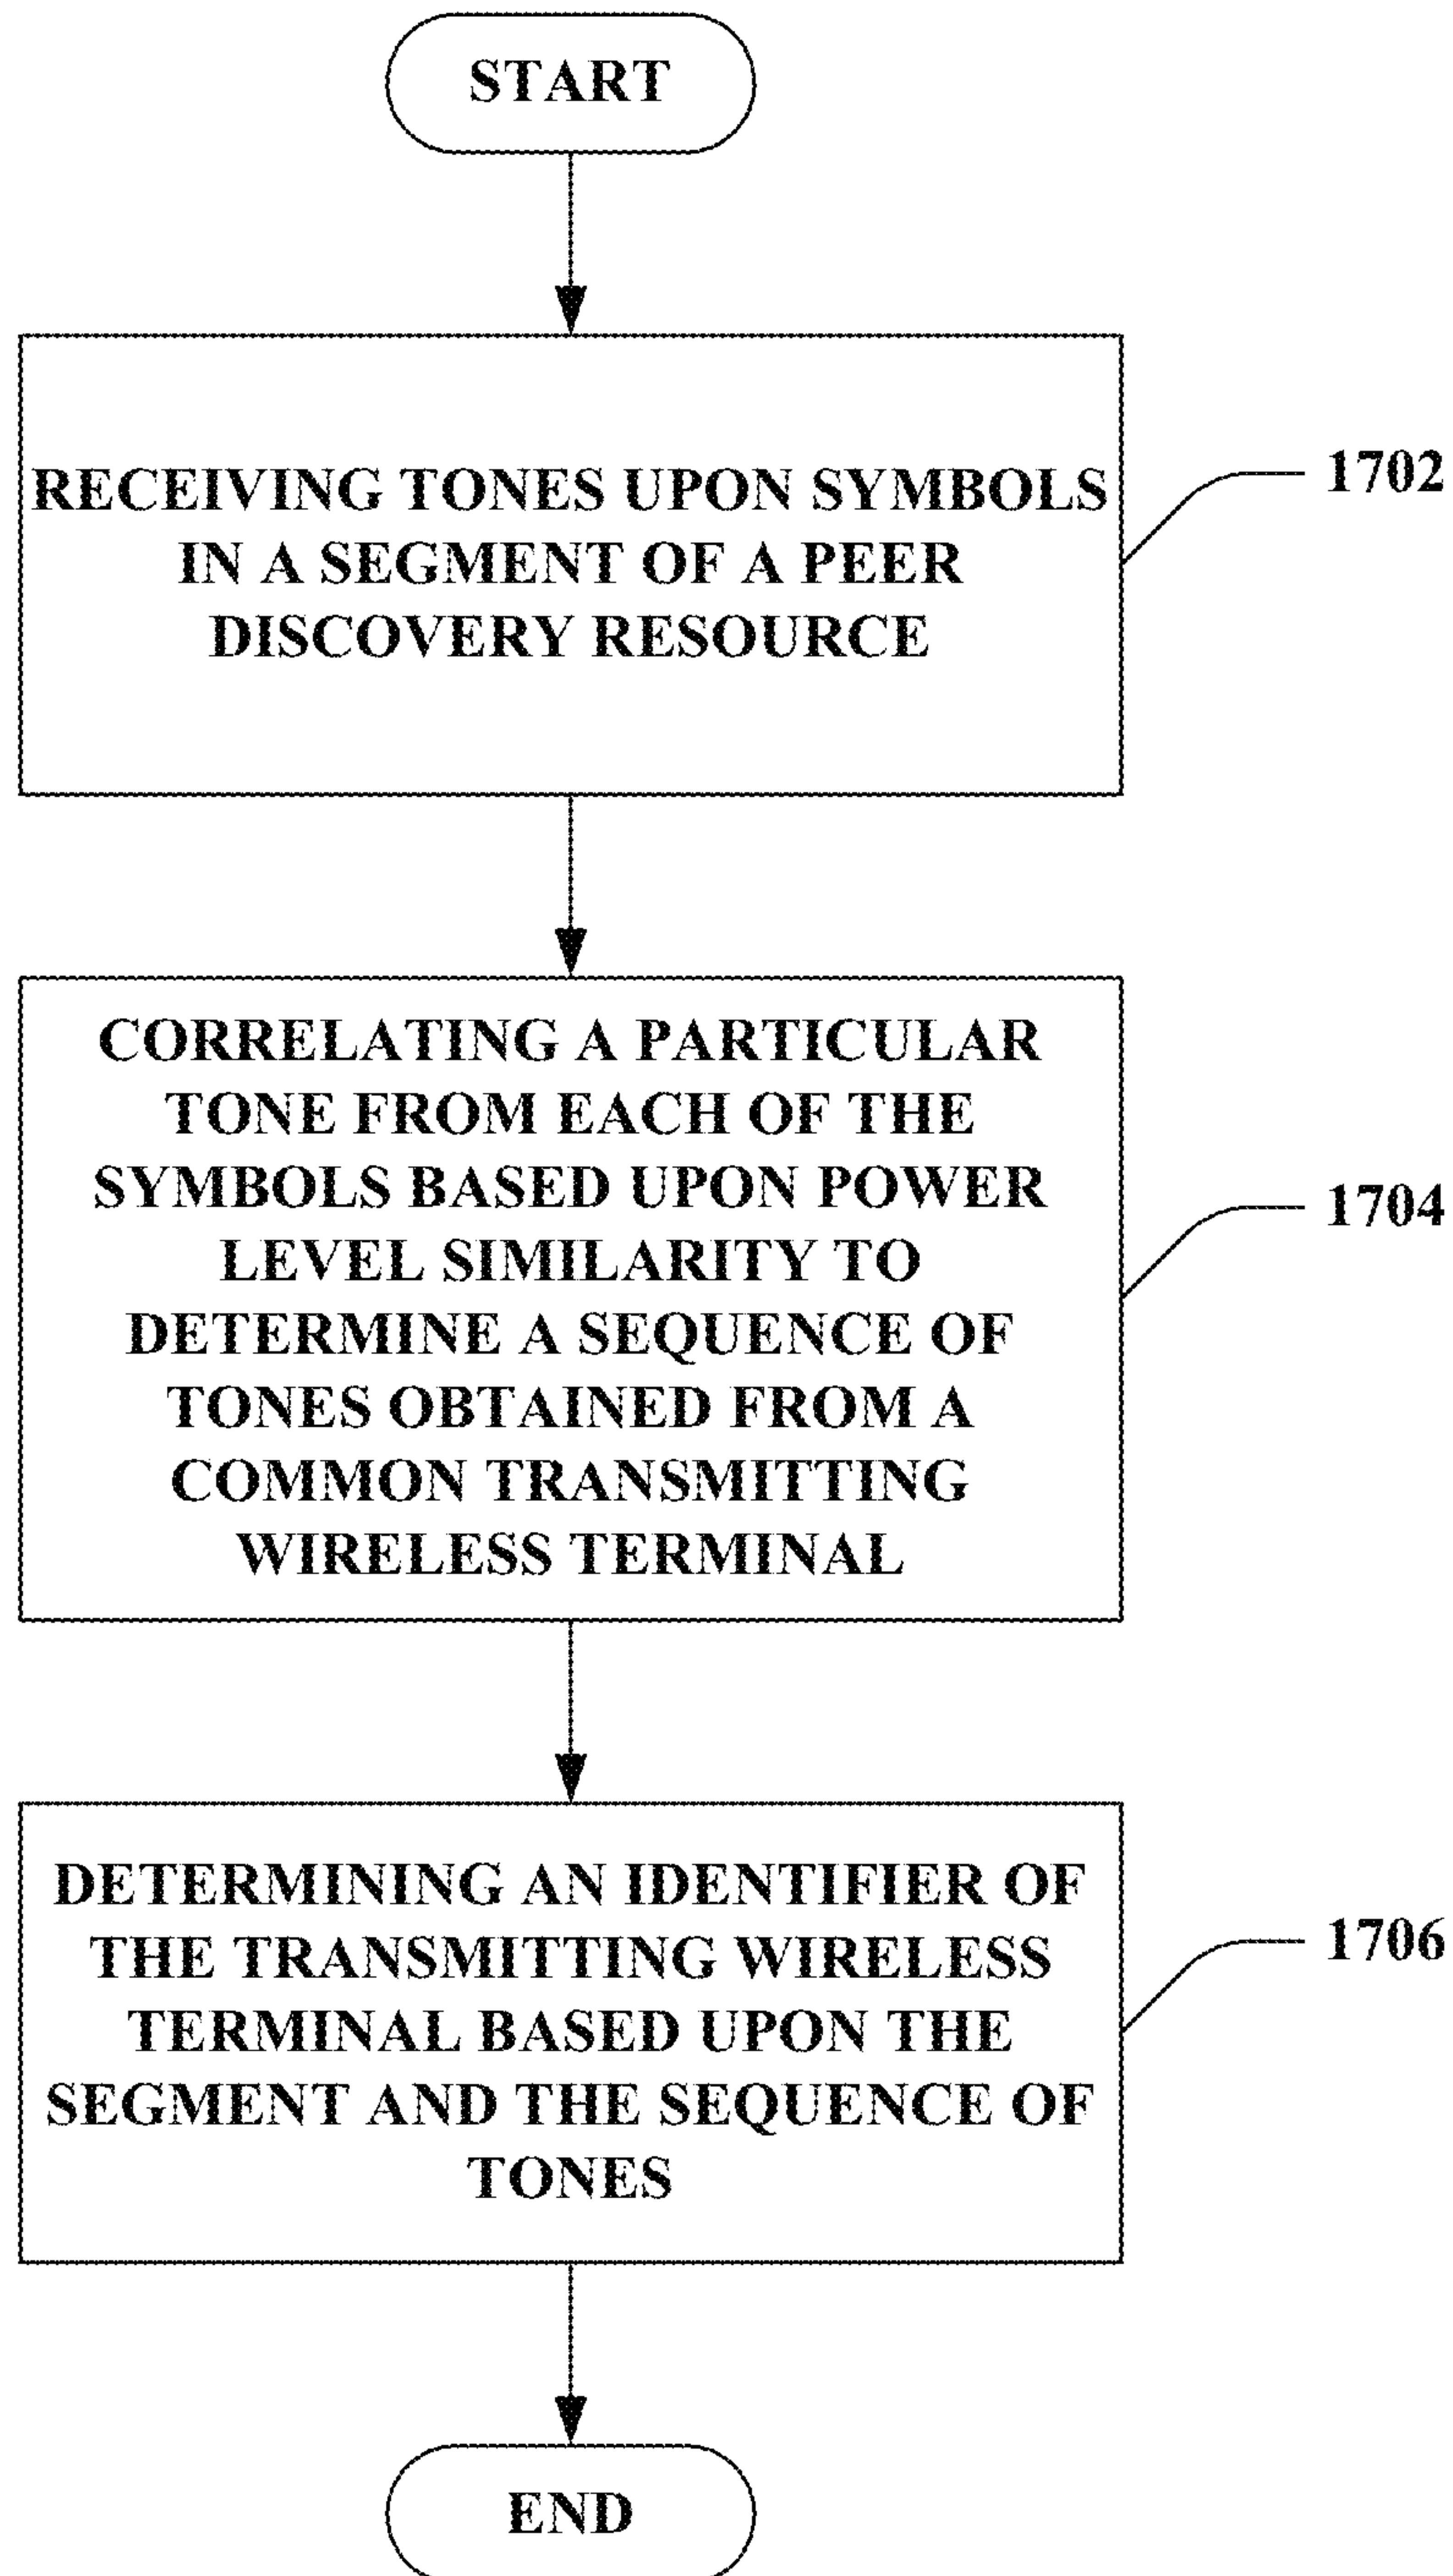 START
RECEIVING TONES UPON SYMBOLS
IN A SEGMENT OF A PEER
DISCOVERY RESOURCE
1702
CORRELATING A PARTICULAR
TONE FROM EACH OF THE
SYMBOLS BASED UPON POWER
LEVEL SIMILARITY TO
DETERMINE A SEQUENCE OF
TONES OBTAINED FROM A
COMMON TRANSMITTING
WIRELESS TERMINAL
1704
DETERMINING AN IDENTIFIER OF
THE TRANSMITTING WIRELESS
TERMINAL BASED UPON THE
SEGMENT AND THE SEQUENCE OF
TONES
1706
END